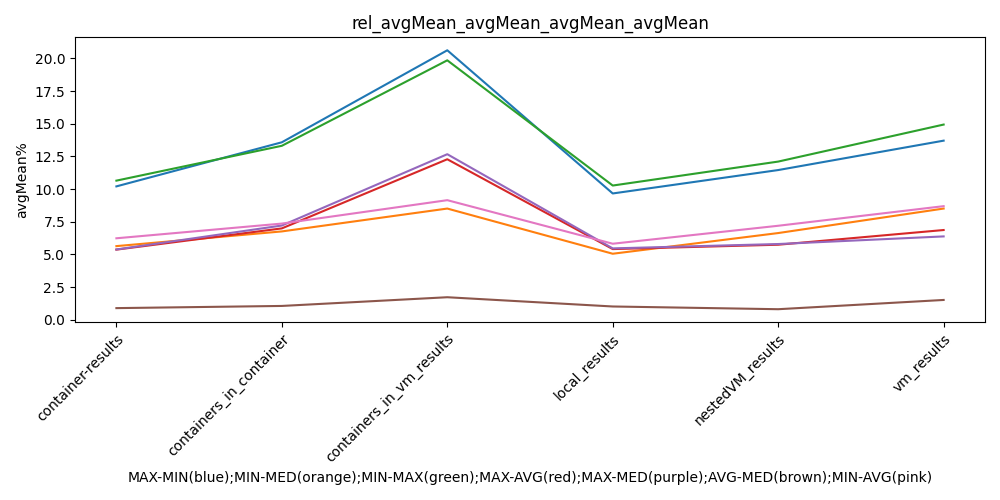 rel_avgMean_avgMean_avgMean_avgMean
avgMean%
20.0
17.5
15.0
12.5
10.0
7.5
5.0
2.5
0.0
container-results
containers_in_container
containers_in_vm_results
local_results
nestedVM_results
vm_results
MAX-MIN(blue);MIN-MED(orange);MIN-MAX(green);MAX-AVG(red);MAX-MED(purple);AVG-MED(brown);MIN-AVG(pink)